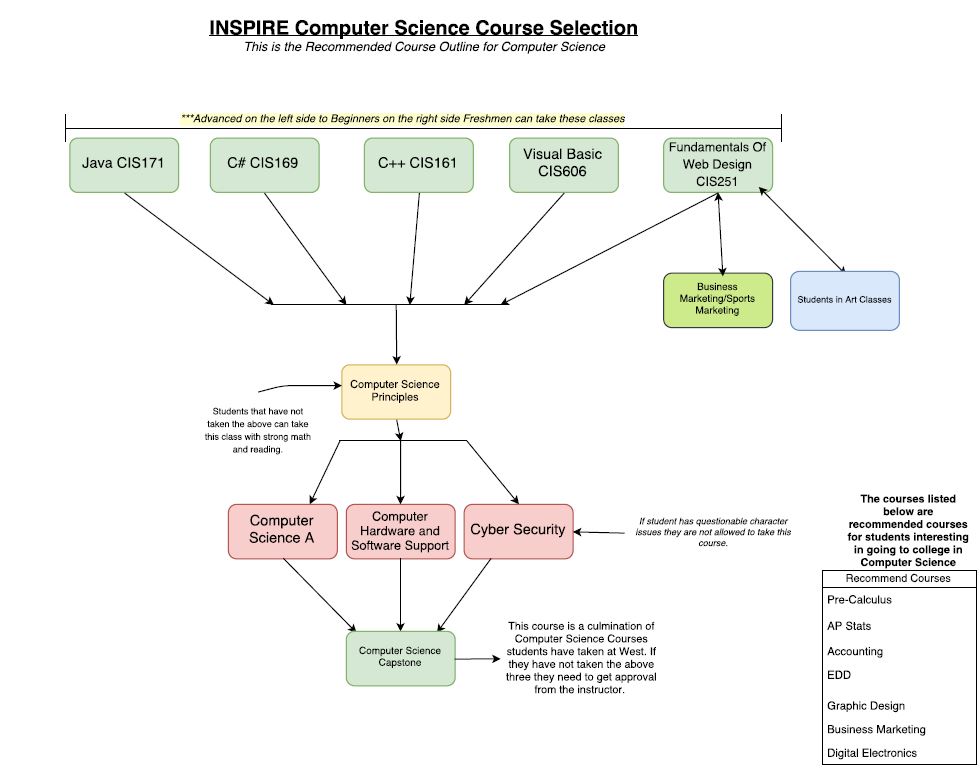 INSPIRE Computer Science Course Selection
This is the Recommended Course Outline for Computer Science
***Advanced on the left side to Beginners on the right side Freshmen can take these classes
Java CIS171
C# CIS169
C++ CIS161
Visual Basic
CIS606
Fundamentals Of
Web Design
CIS251
Business
Marketing/Sports
Marketing
Students in Art Classes
Computer Science
Principles
Students that have not
taken the above can take
this class with strong math
and reading.
Computer
Science A
Computer
Hardware and
Software Support
Cyber Security
If student has questionable character
issues they are not allowed to take this
course.
Computer Science
Capstone
This course is a culmination of
Computer Science Courses
students have taken at West. If
they have not taken the above
three they need to get approval
from the instructor.
The courses listed
below are
recommended courses
for students interesting
in going to college in
Computer Science
Recommend Courses
Pre-Calculus
AP Stats
Accounting
EDD
Graphic Design
Business Marketing
Digital Electronics